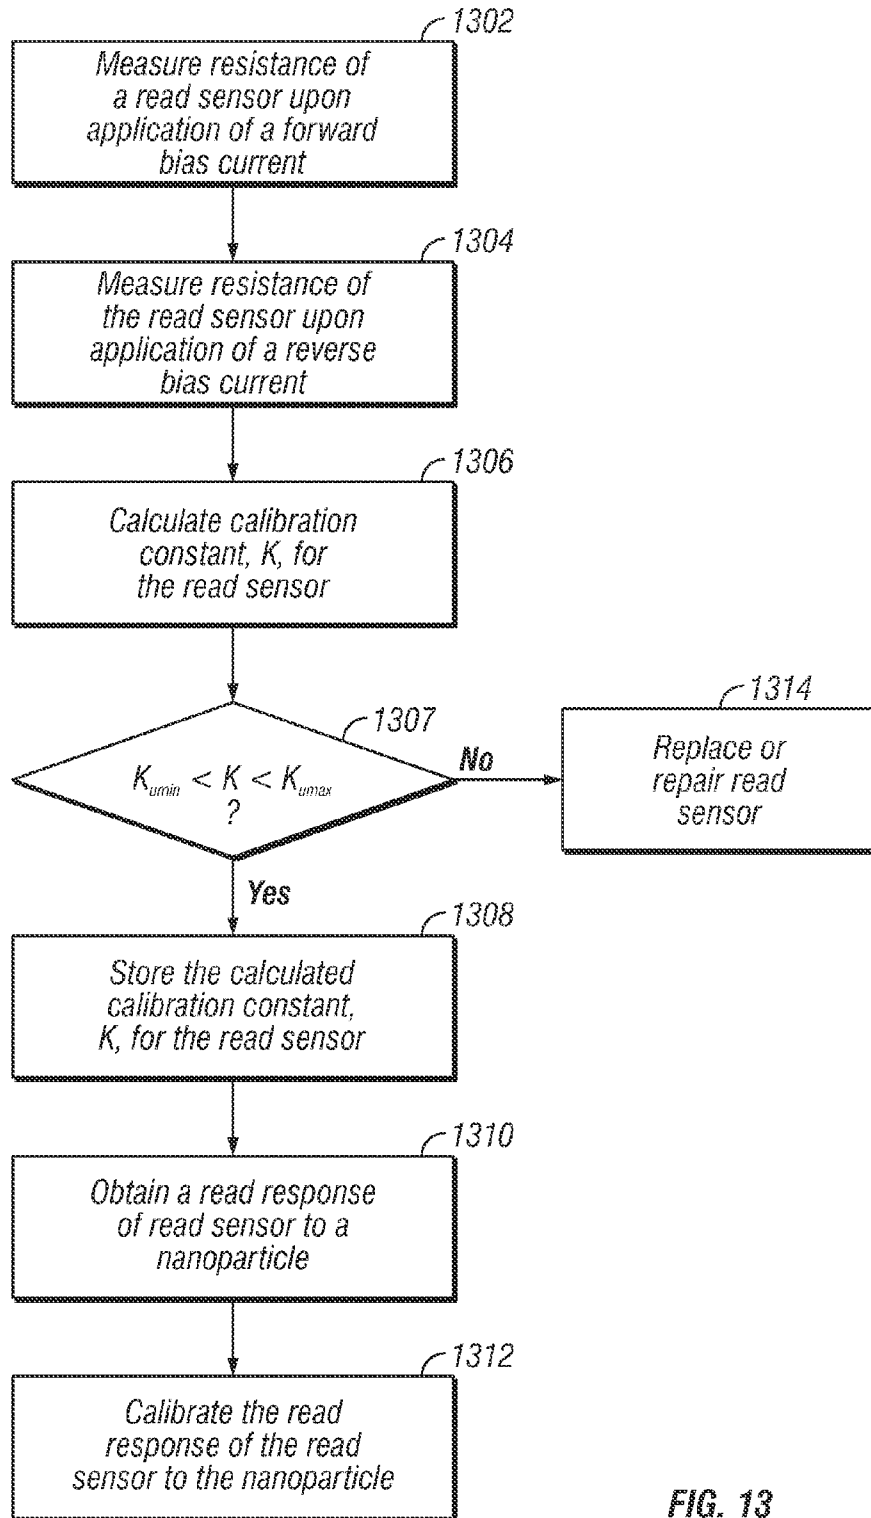 1302
Measure resistance of
a read sensor upon
application of a forward
bias current
1304
Measure resistance of
the read sensor upon
application of a reverse
bias current
1306
Calculate calibration
constant, K, for
the read sensor
1307
K_umin < K < K_umax
?
No
1314
Replace or
repair read
sensor
Yes
1308
Store the calculated
calibration constant,
K, for the read sensor
1310
Obtain a read response
of read sensor to a
nanoparticle
1312
Calibrate the read
response of the read
sensor to the nanoparticle
FIG. 13